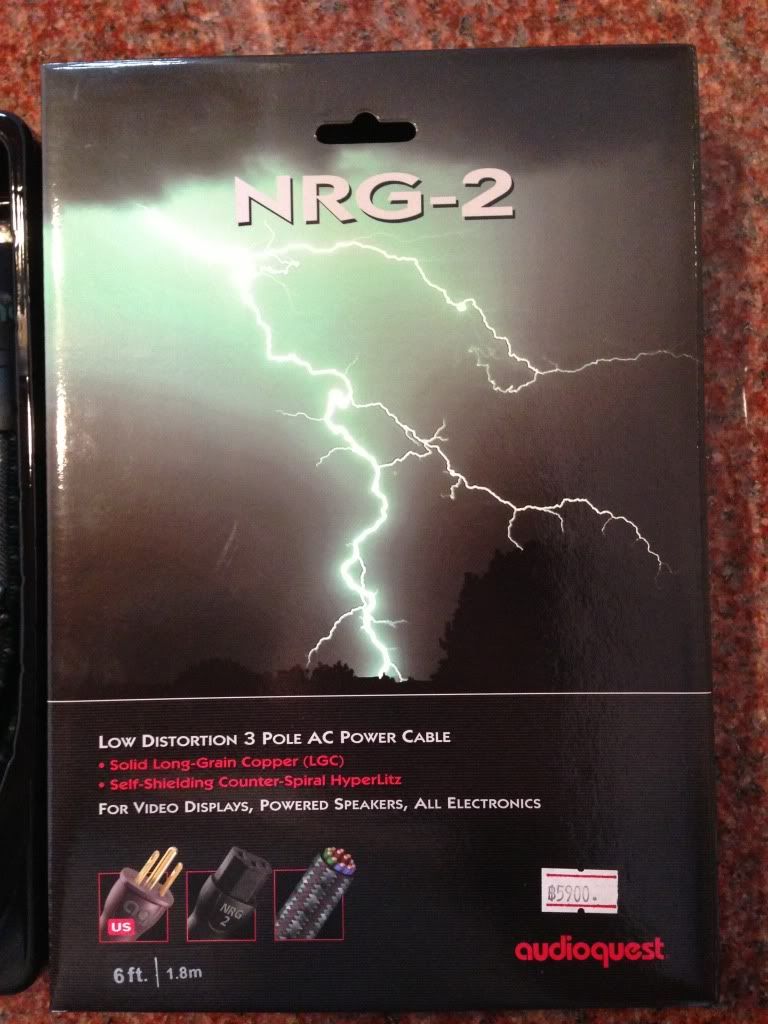 NRG-2
LOW DISTORTION 3 POLE AC POWER CABLE
• Solid Long-Grain Copper (LGC)
• Self-Shielding Counter-Spiral HyperLitz
FOR VIDEO DISPLAYS, POWERED SPEAKERS, ALL ELECTRONICS
US
NRG
2
฿5900.
audioquest
6 ft. | 1.8m